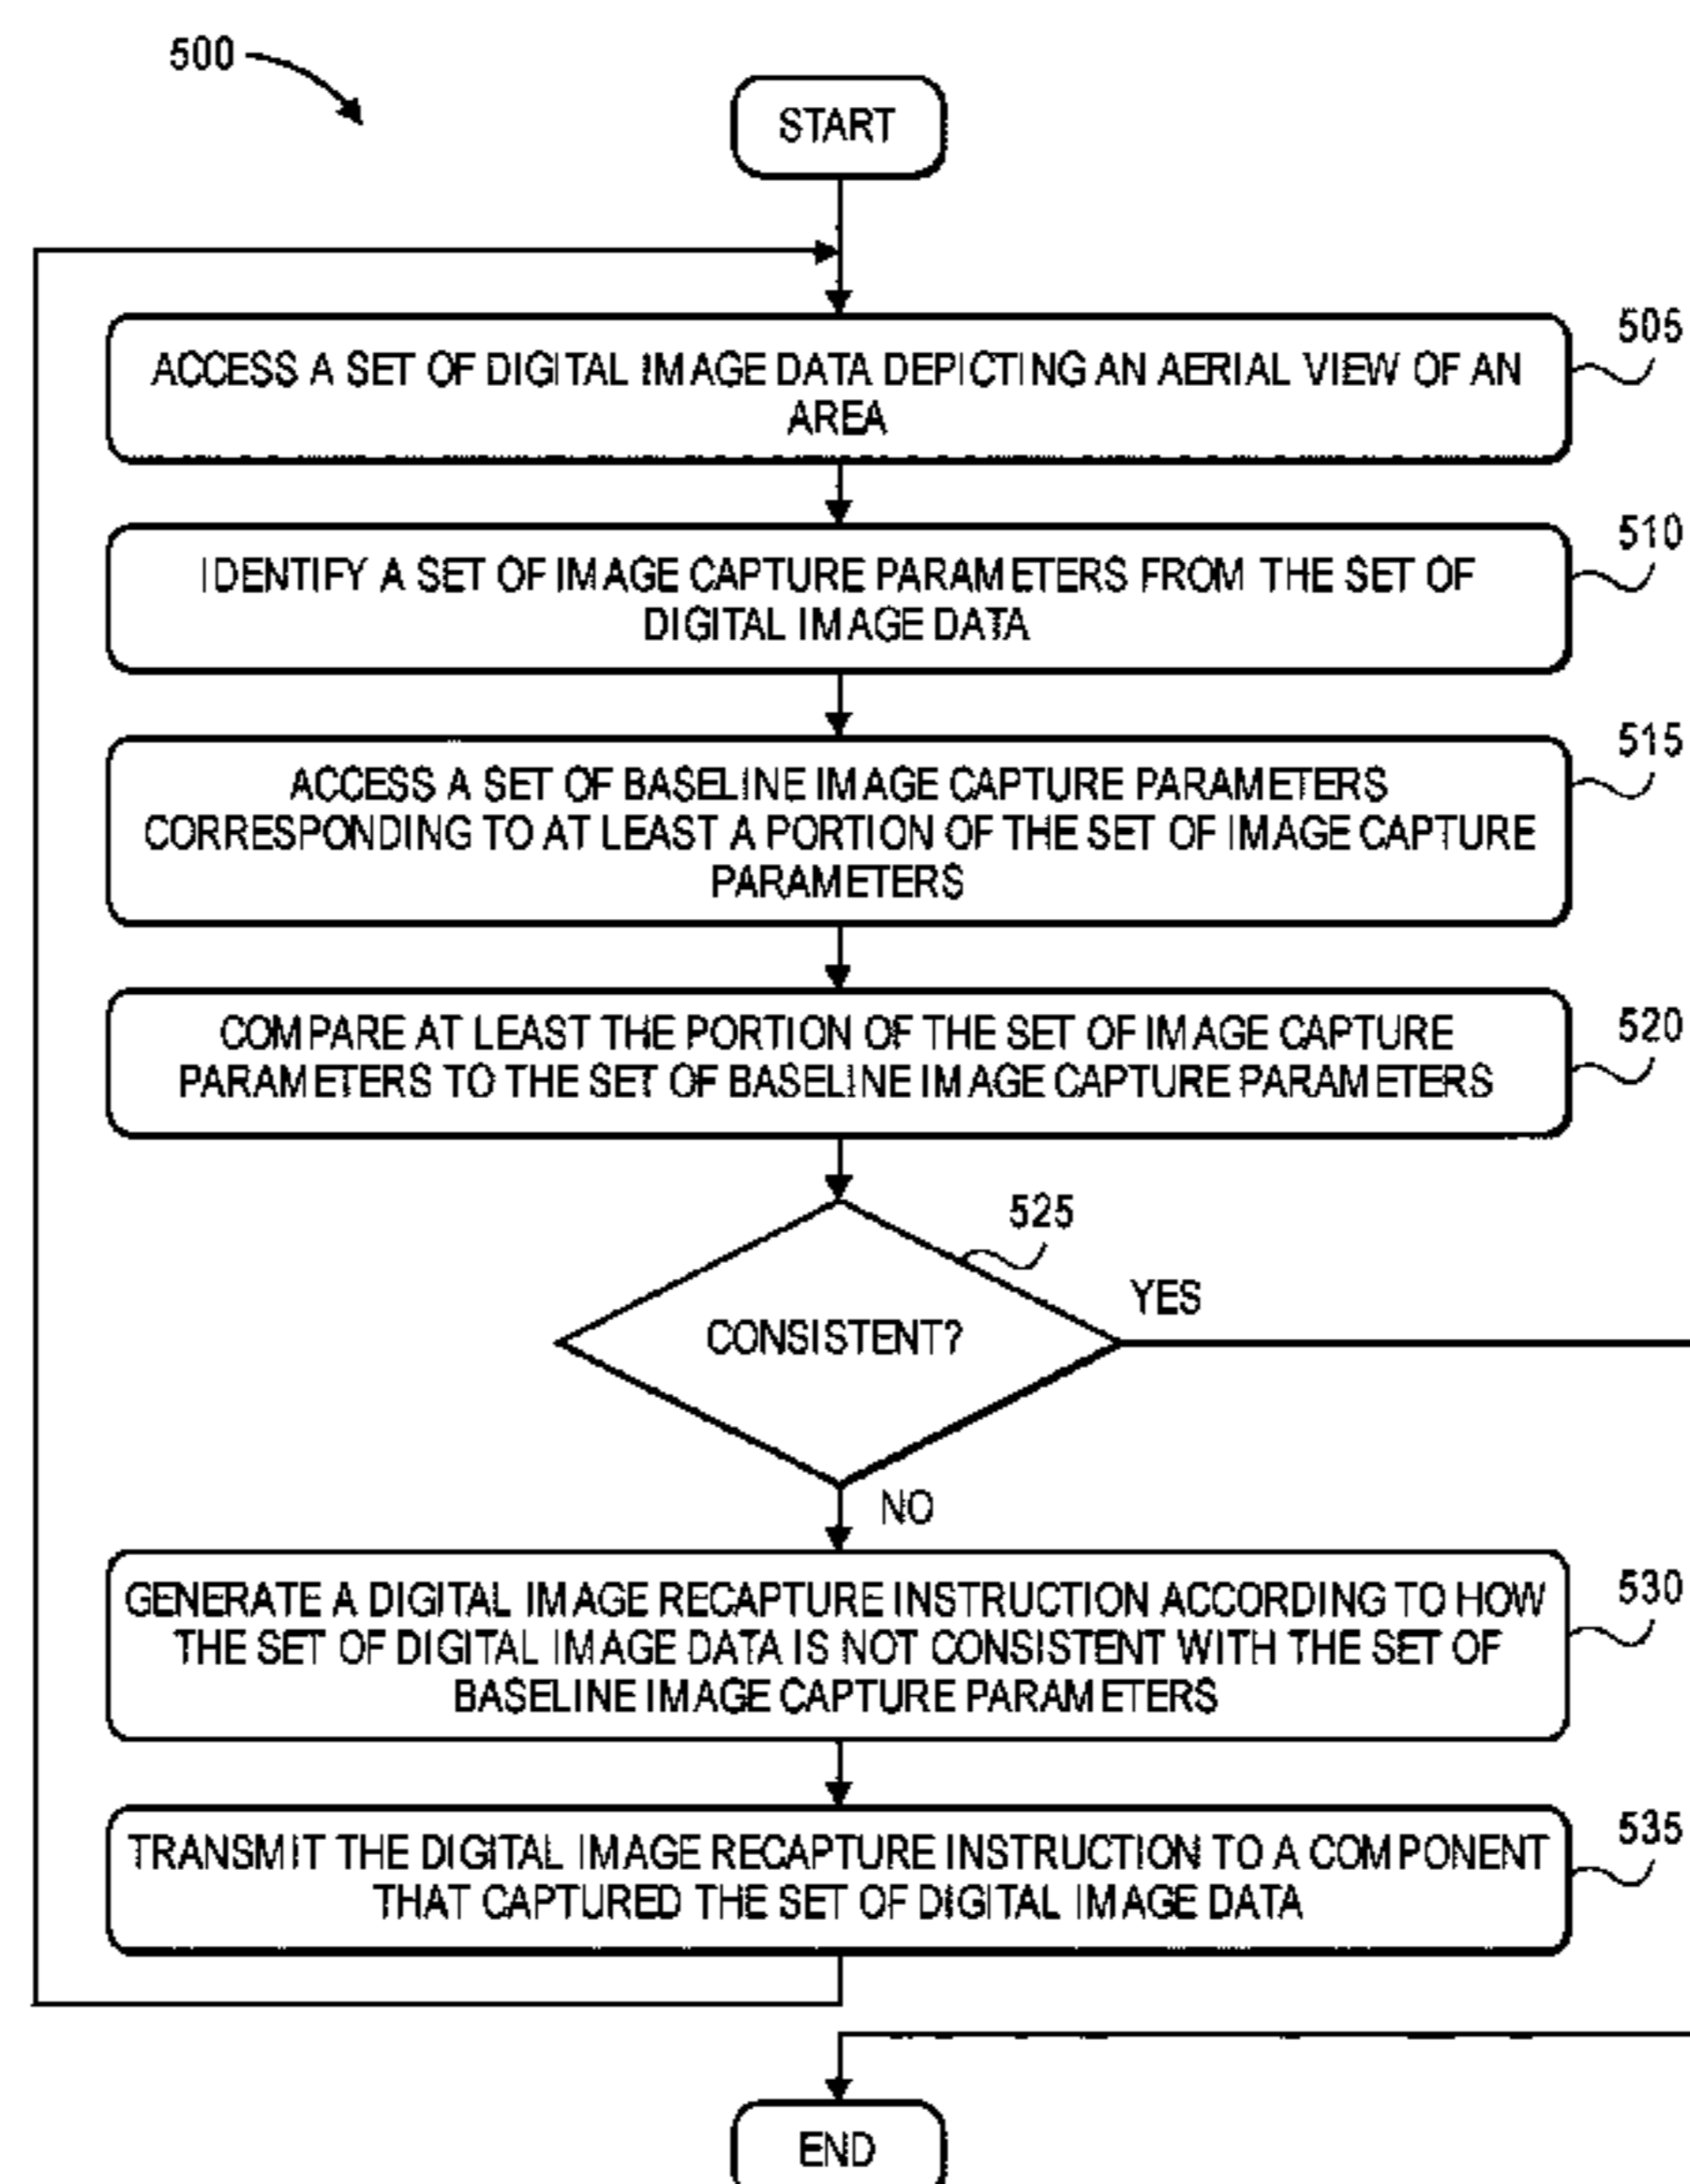 500
START
ACCESS A SET OF DIGITAL IMAGE DATA DEPICTING AN AERIAL VIEW OF AN
AREA
505
IDENTIFY A SET OF IMAGE CAPTURE PARAMETERS FROM THE SET OF
DIGITAL IMAGE DATA
510
ACCESS A SET OF BASELINE IMAGE CAPTURE PARAMETERS
CORRESPONDING TO AT LEAST A PORTION OF THE SET OF IMAGE CAPTURE
PARAMETERS
515
COMPARE AT LEAST THE PORTION OF THE SET OF IMAGE CAPTURE
PARAMETERS TO THE SET OF BASELINE IMAGE CAPTURE PARAMETERS
520
525
CONSISTENT?
YES
NO
GENERATE A DIGITAL IMAGE RECAPTURE INSTRUCTION ACCORDING TO HOW
THE SET OF DIGITAL IMAGE DATA IS NOT CONSISTENT WITH THE SET OF
BASELINE IMAGE CAPTURE PARAMETERS
530
TRANSMIT THE DIGITAL IMAGE RECAPTURE INSTRUCTION TO A COMPONENT
THAT CAPTURED THE SET OF DIGITAL IMAGE DATA
535
END